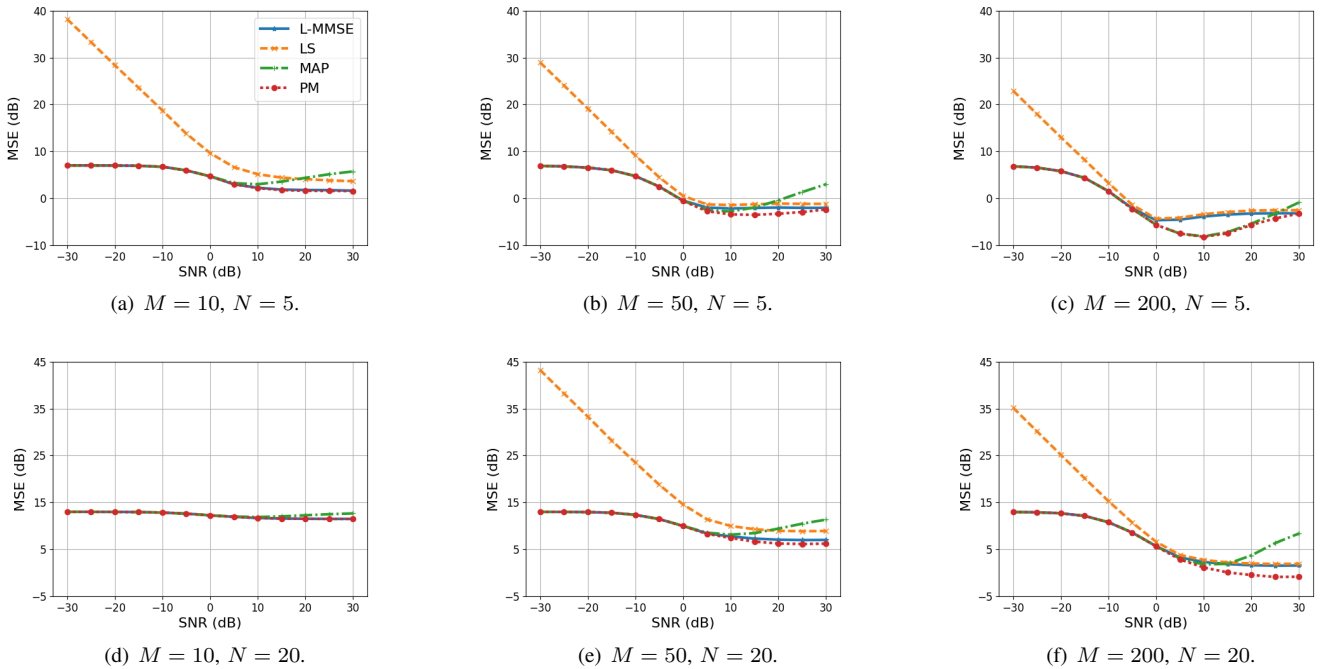 40
30
20
10
0
−10
MSE (dB)
−30 −20 −10 0 10 20 30
SNR (dB)
L-MMSE
LS
MAP
PM
(a) M = 10, N = 5.
40
30
20
10
0
−10
MSE (dB)
−30 −20 −10 0 10 20 30
SNR (dB)
(b) M = 50, N = 5.
40
30
20
10
0
−10
MSE (dB)
−30 −20 −10 0 10 20 30
SNR (dB)
(c) M = 200, N = 5.
45
35
25
15
5
−5
MSE (dB)
−30 −20 −10 0 10 20 30
SNR (dB)
(d) M = 10, N = 20.
45
35
25
15
5
−5
MSE (dB)
−30 −20 −10 0 10 20 30
SNR (dB)
(e) M = 50, N = 20.
45
35
25
15
5
−5
MSE (dB)
−30 −20 −10 0 10 20 30
SNR (dB)
(f) M = 200, N = 20.